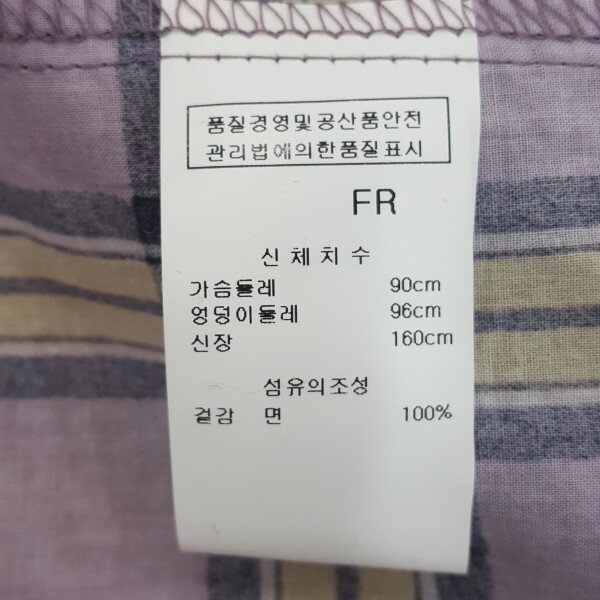 품질경영및공산품안전
관리법에의한품질표시
FR
신체치수
가슴둘레 90cm
엉덩이둘레 96cm
신장 160cm
섬유의조성
겉감 면 100%